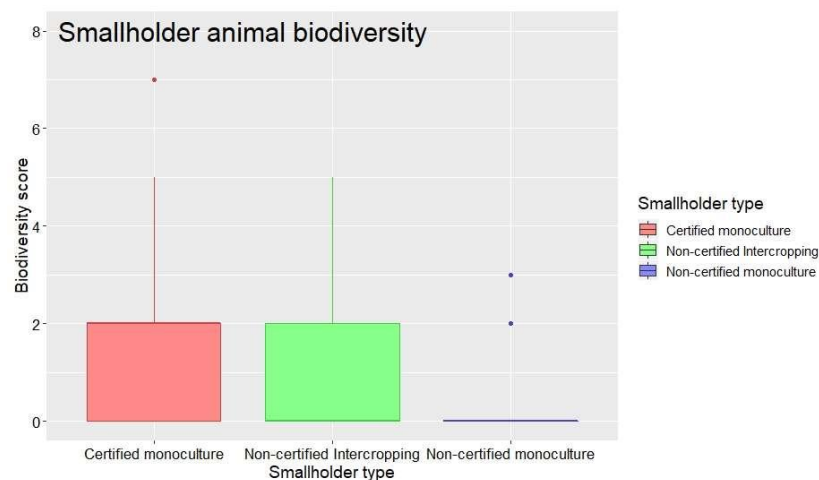 Smallholder animal biodiversity
8
6
4
2
0
Biodiversity score
Certified monoculture
Non-certified Intercropping
Non-certified monoculture
Smallholder type
Smallholder type
Certified monoculture
Non-certified Intercropping
Non-certified monoculture